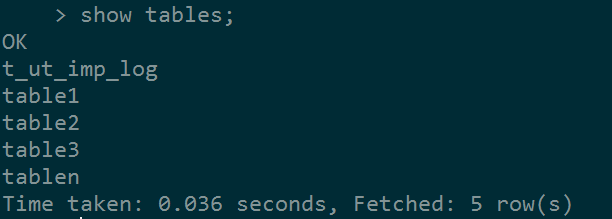 > show tables;
OK
t_ut_imp_log
table1
table2
table3
tablen
Time taken: 0.036 seconds, Fetched: 5 row(s)